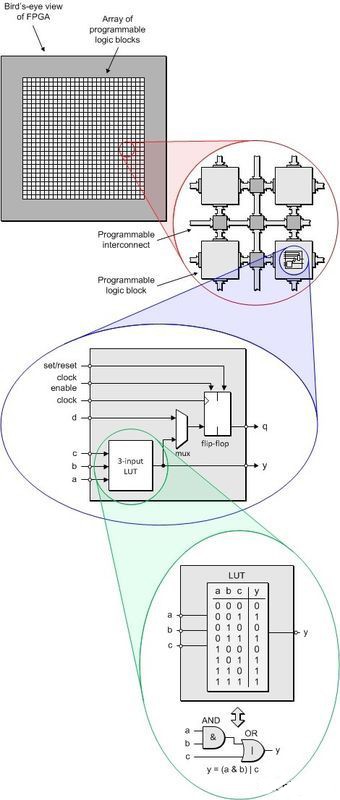 Bird's-eye view
of FPGA
Array of
programmable
logic blocks
Programmable
interconnect
Programmable
logic block
set/reset
clock
enable
clock
d
mux
flip-flop
q
c
b
a
3-input
LUT
y
LUT
a b c y
0 0 0 0
0 0 1 1
0 1 0 0
0 1 1 1
1 0 0 0
1 0 1 1
1 1 0 1
1 1 1 1
a
b
c
y
AND
OR
a
b
c
&
|
y
y = (a & b) | c